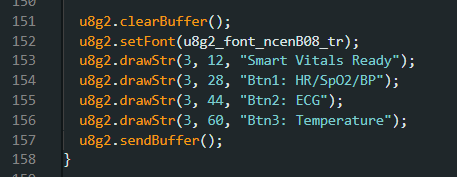 150
151 u8g2.clearBuffer();
152 u8g2.setFont(u8g2_font_ncenB08_tr);
153 u8g2.drawStr(3, 12, "Smart Vitals Ready");
154 u8g2.drawStr(3, 28, "Btn1: HR/SpO2/BP");
155 u8g2.drawStr(3, 44, "Btn2: ECG");
156 u8g2.drawStr(3, 60, "Btn3: Temperature");
157 u8g2.sendBuffer();
158 }